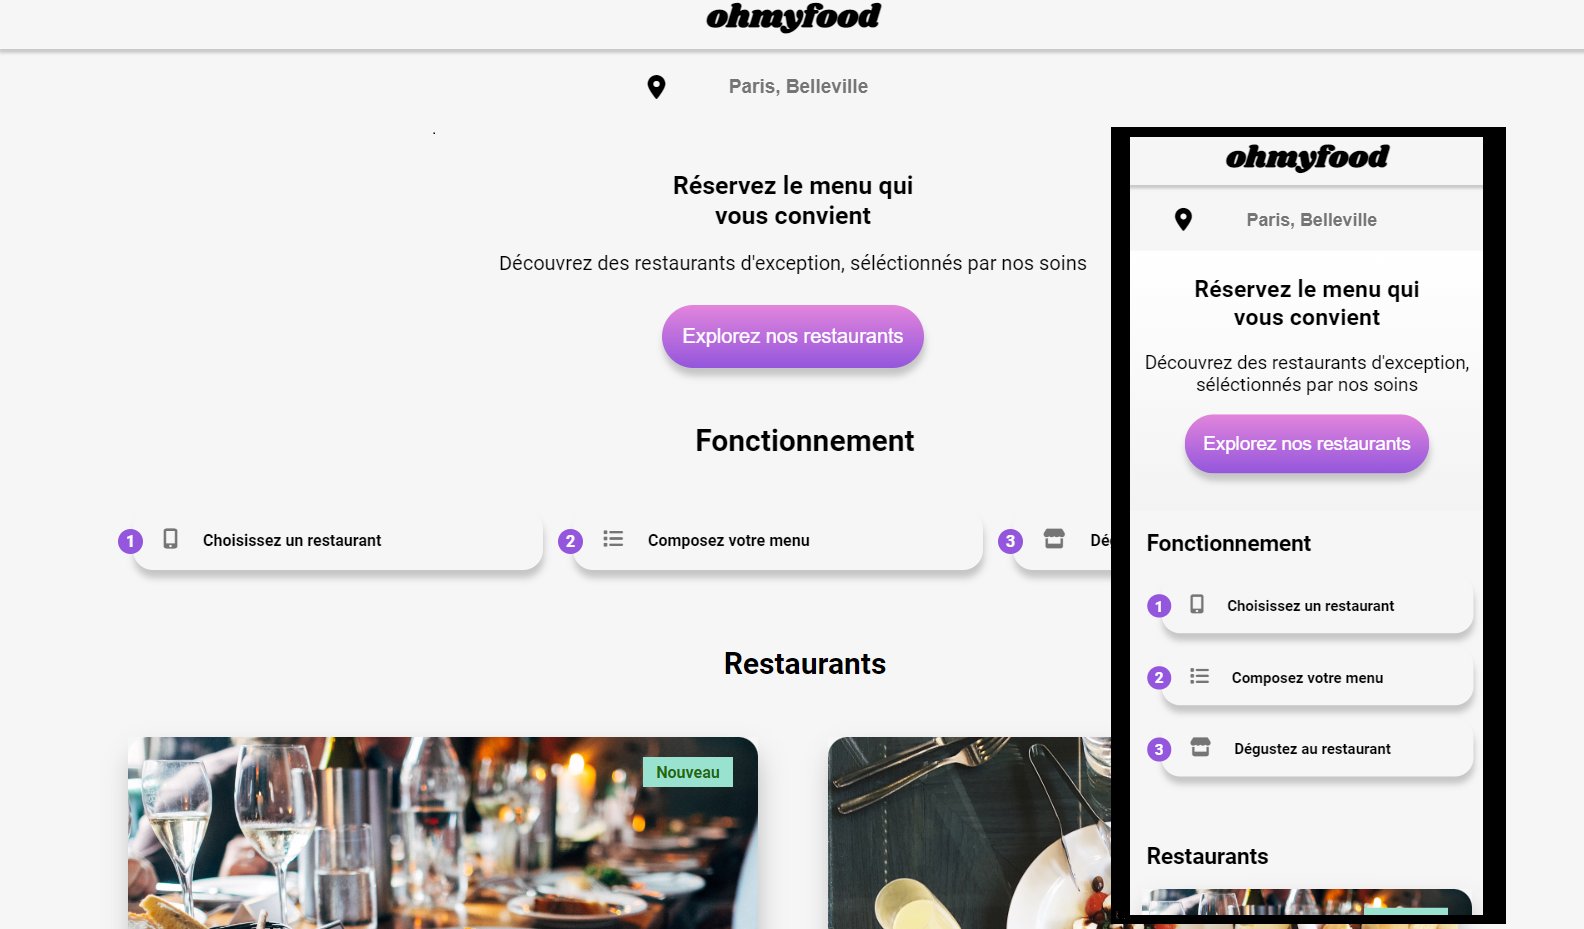 ohmyfood
Paris, Belleville
Réservez le menu qui
vous convient
Découvrez des restaurants d'exception, séléctionnés par nos soins
Explorez nos restaurants
Fonctionnement
1 Choisissez un restaurant
2 Composez votre menu
3 Dé
Restaurants
Nouveau
ohmyfood
Paris, Belleville
Réservez le menu qui
vous convient
Découvrez des restaurants d'exception,
séléctionnés par nos soins
Explorez nos restaurants
Fonctionnement
1 Choisissez un restaurant
2 Composez votre menu
3 Dégustez au restaurant
Restaurants